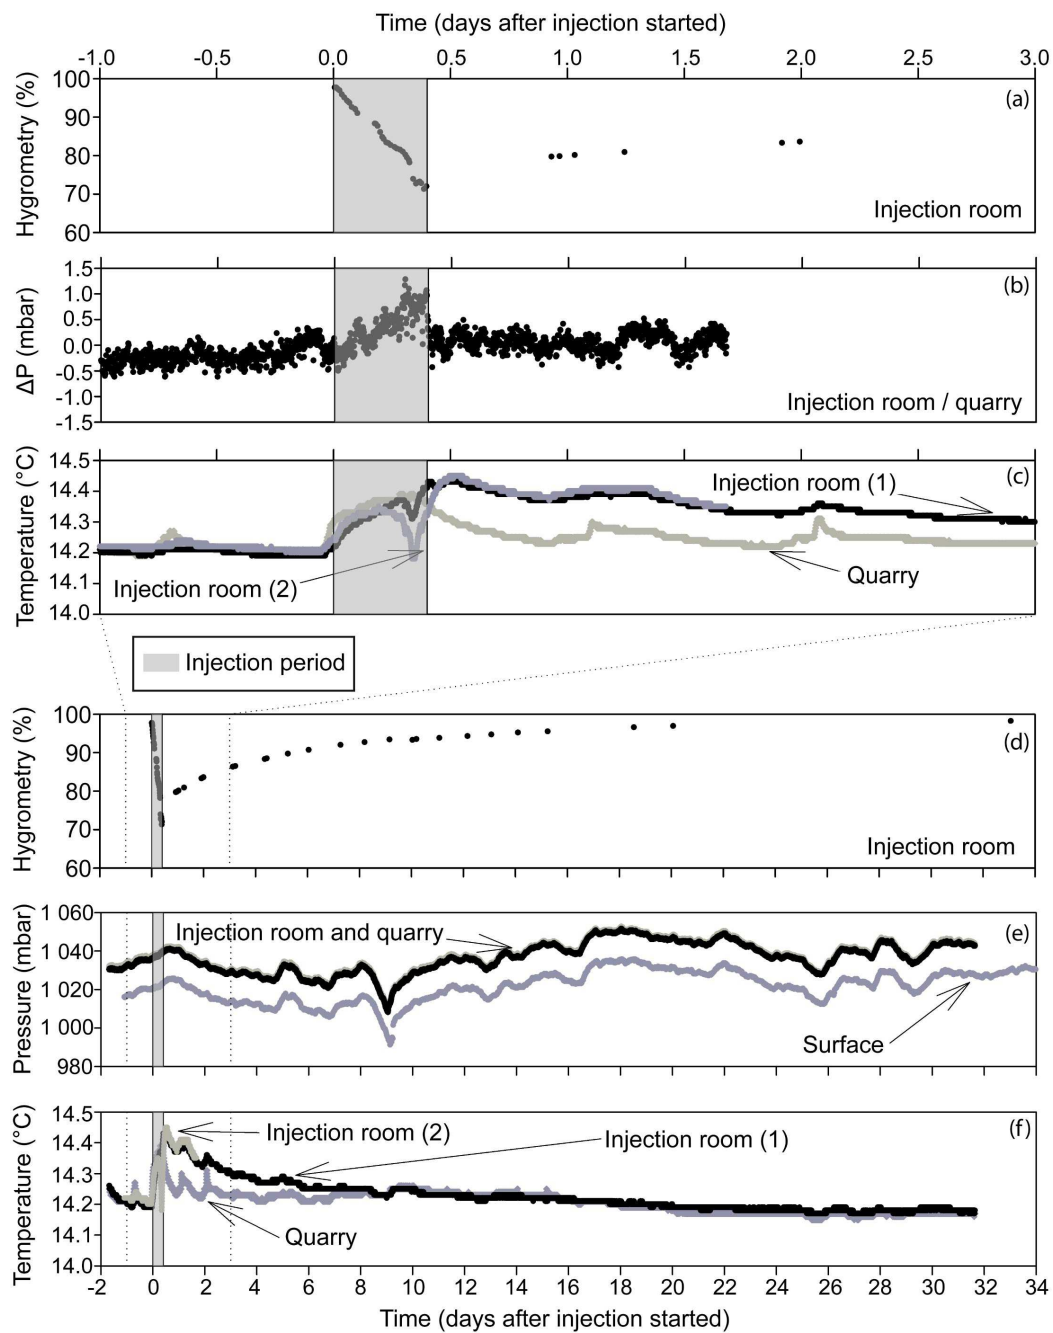 Time (days after injection started)
-1.0 -0.5 0.0 0.5 1.0 1.5 2.0 2.5 3.0
Hygrometry (%)
100
90
80
70
60
(a)
Injection room
ΔP (mbar)
1.5
1.0
0.5
0.0
-0.5
-1.0
-1.5
(b)
Injection room / quarry
Temperature (°C)
14.5
14.4
14.3
14.2
14.1
14.0
(c)
Injection room (1)
Injection room (2)
Quarry
Injection period
Hygrometry (%)
100
90
80
70
60
(d)
Injection room
Pressure (mbar)
1 060
1 040
1 020
1 000
980
(e)
Injection room and quarry
Surface
Temperature (°C)
14.5
14.4
14.3
14.2
14.1
14.0
(f)
Injection room (2)
Injection room (1)
Quarry
-2 0 2 4 6 8 10 12 14 16 18 20 22 24 26 28 30 32 34
Time (days after injection started)